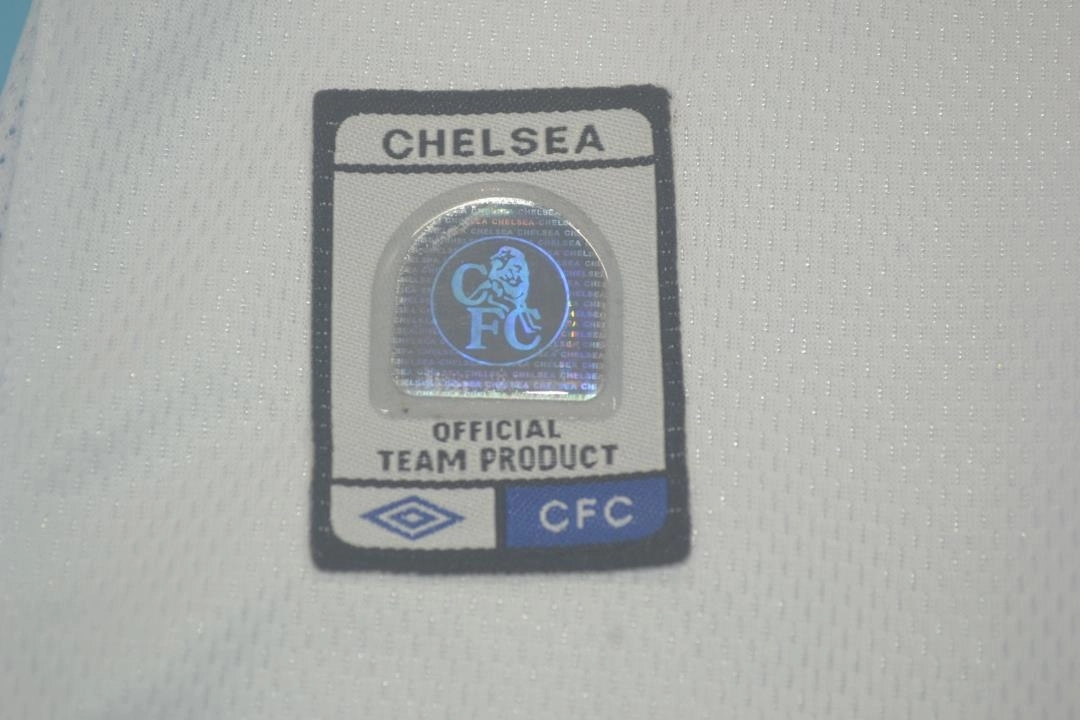 CHELSEA
CFC
OFFICIAL
TEAM PRODUCT
CFC